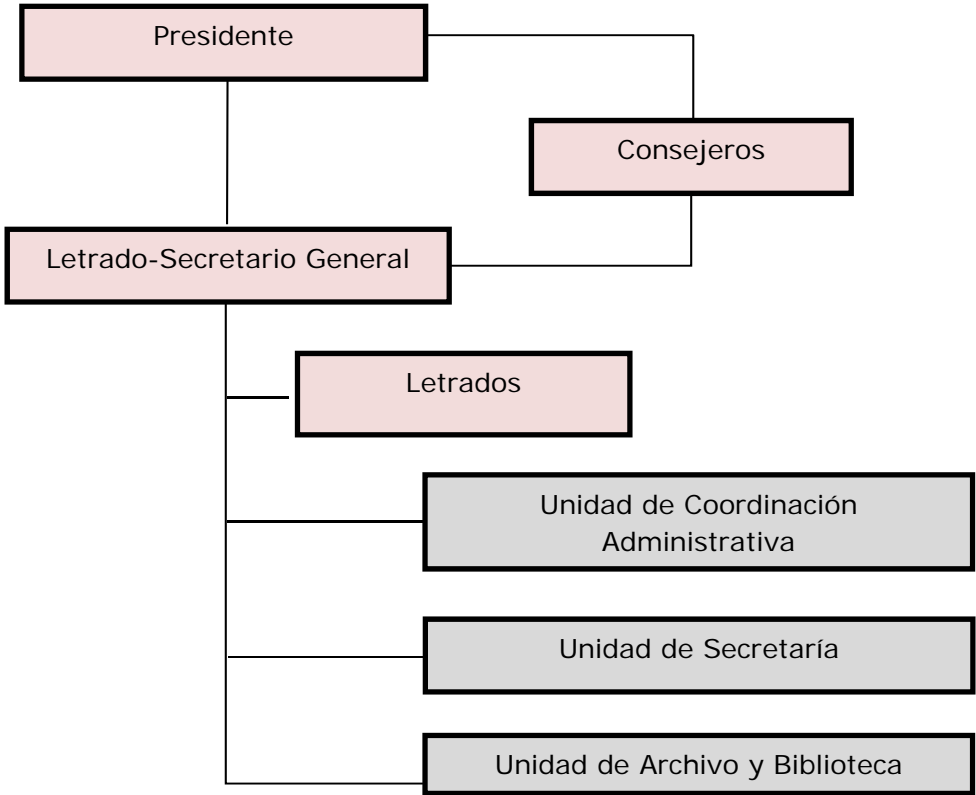 Presidente
Consejeros
Letrado-Secretario General
Letrados
Unidad de Coordinación
Administrativa
Unidad de Secretaría
Unidad de Archivo y Biblioteca